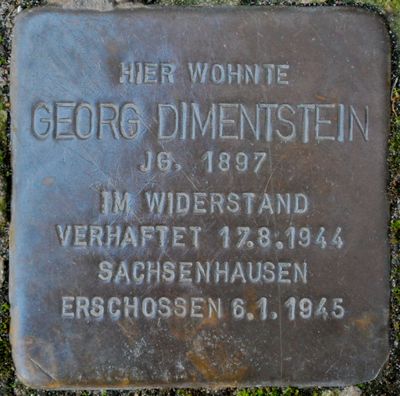 HIER WOHNTE
GEORG DIMENTSTEIN
JG. 1897
IM WIDERSTAND
VERHAFTET 17.8.1944
SACHSENHAUSEN
ERSCHOSSEN 6.1.1945